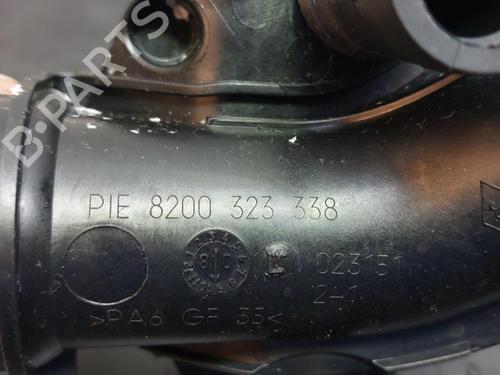 B-PARTS
PIE 8200 323 338
023151
2-1
>PA6 GF 35<